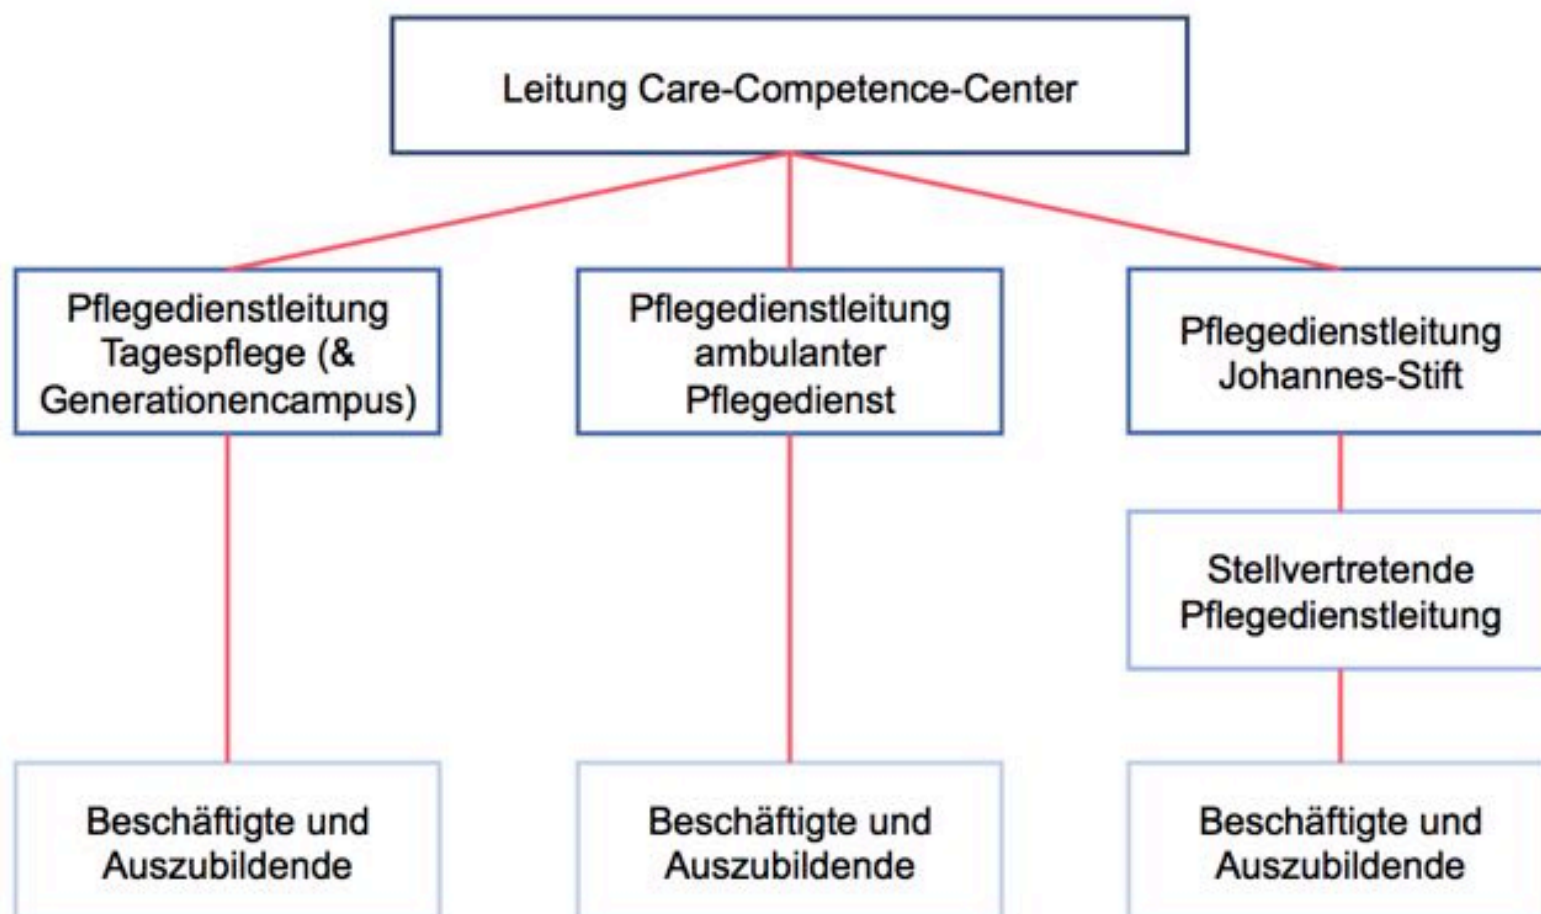 Leitung Care-Competence-Center
Pflegedienstleitung
Tagespflege (&
Generationencampus)
Pflegedienstleitung
ambulanter
Pflegedienst
Pflegedienstleitung
Johannes-Stift
Stellvertretende
Pflegedienstleitung
Beschäftigte und
Auszubildende
Beschäftigte und
Auszubildende
Beschäftigte und
Auszubildende